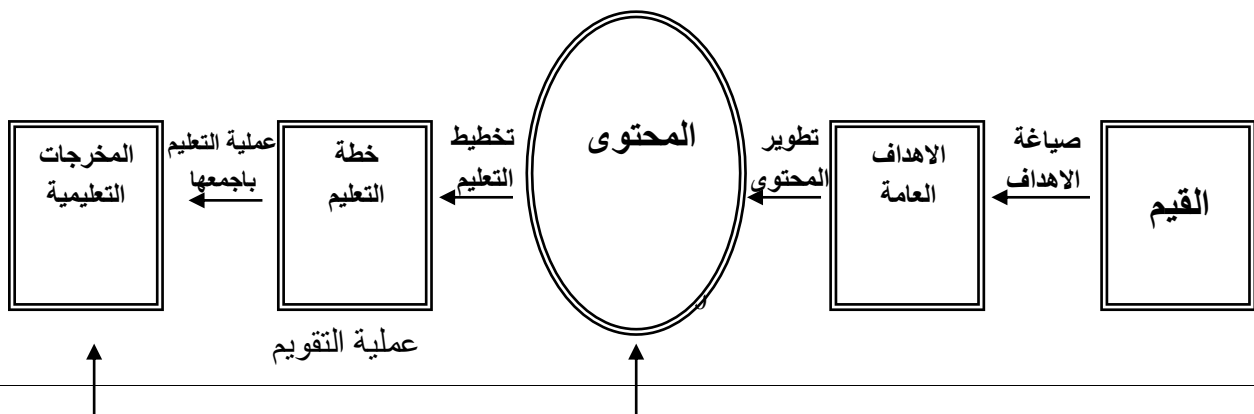 القيم
صياغة
الاهداف
الاهداف
العامة
تطوير
المحتوى
المحتوى
تخطيط
التعليم
خطة
التعليم
عملية التعليم
باجمعها
المخرجات
التعليمية
عملية التقويم